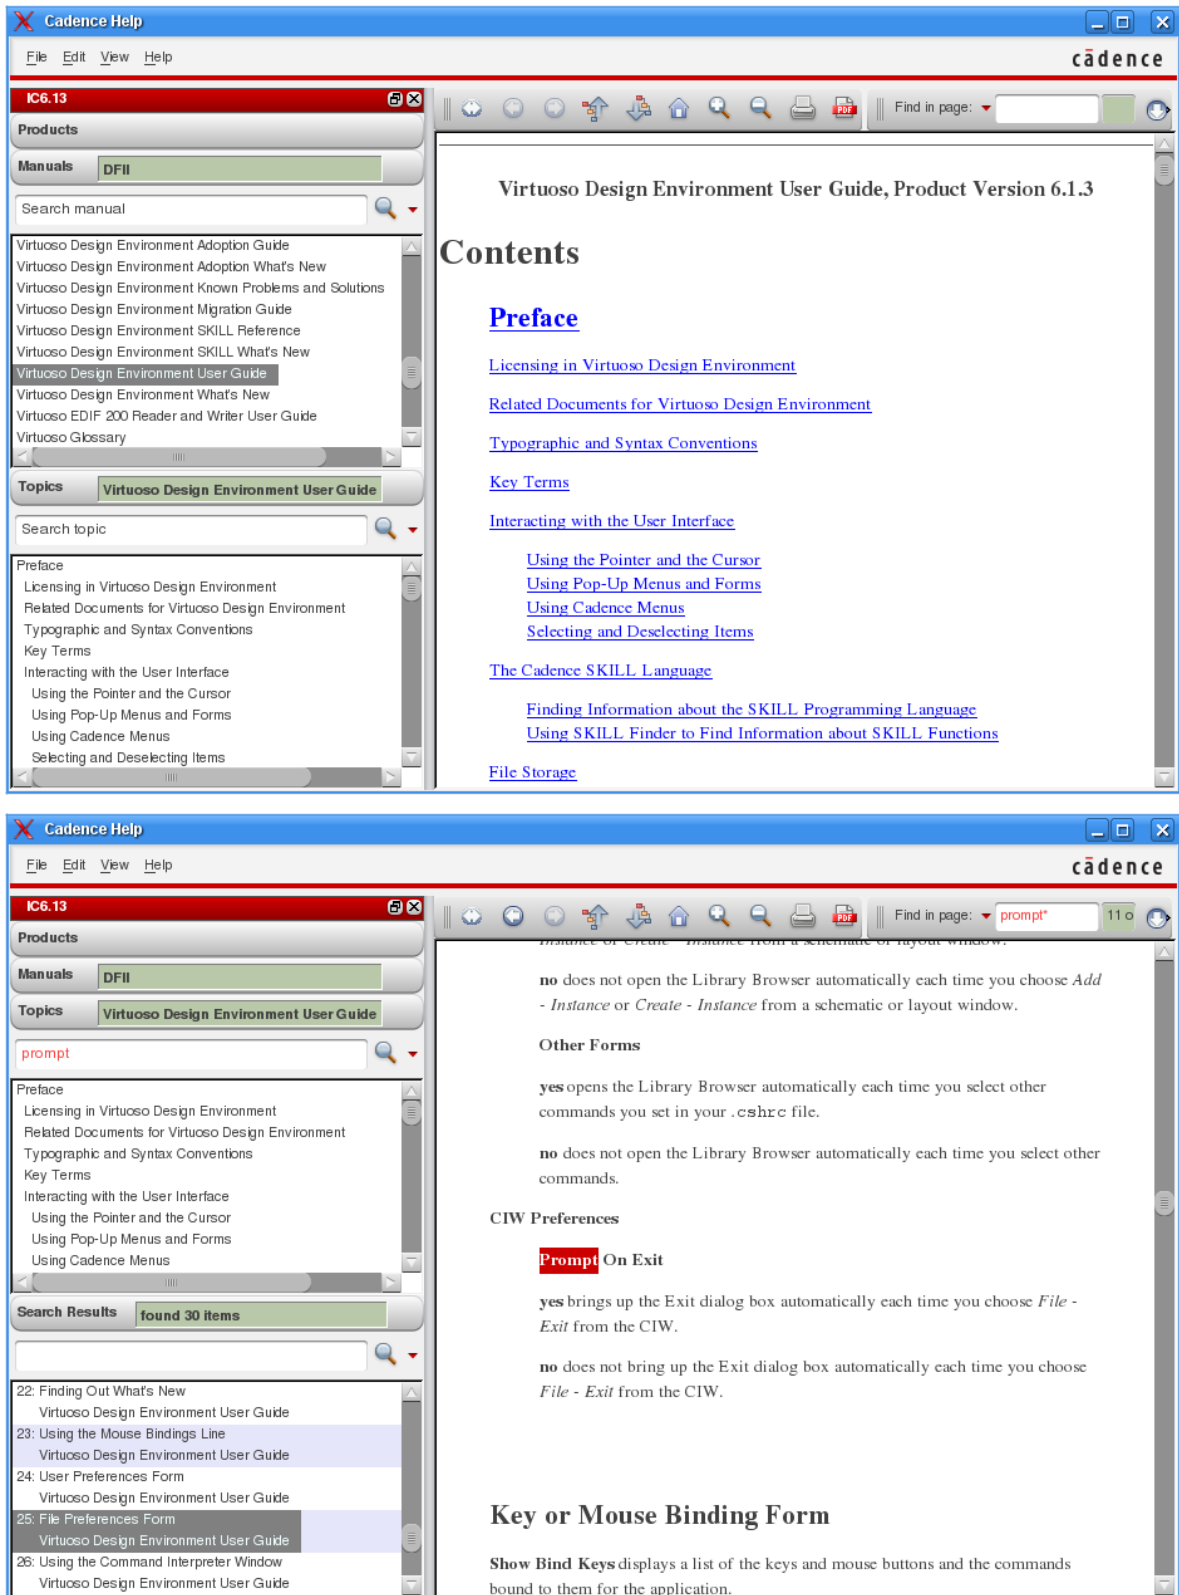 Cadence Help
File Edit View Help
cādence
IC6.13
Products
Manuals DFII
Search manual
Virtuoso Design Environment Adoption Guide
Virtuoso Design Environment Adoption What's New
Virtuoso Design Environment Known Problems and Solutions
Virtuoso Design Environment Migration Guide
Virtuoso Design Environment SKILL Reference
Virtuoso Design Environment SKILL What's New
Virtuoso Design Environment User Guide
Virtuoso Design Environment What's New
Virtuoso EDIF 200 Reader and Writer User Guide
Virtuoso Glossary
Topics Virtuoso Design Environment User Guide
Search topic
Preface
Licensing in Virtuoso Design Environment
Related Documents for Virtuoso Design Environment
Typographic and Syntax Conventions
Key Terms
Interacting with the User Interface
Using the Pointer and the Cursor
Using Pop-Up Menus and Forms
Using Cadence Menus
Selecting and Deselecting Items
PDF
Find in page:
Virtuoso Design Environment User Guide, Product Version 6.1.3
Contents
Preface
Licensing in Virtuoso Design Environment
Related Documents for Virtuoso Design Environment
Typographic and Syntax Conventions
Key Terms
Interacting with the User Interface
Using the Pointer and the Cursor
Using Pop-Up Menus and Forms
Using Cadence Menus
Selecting and Deselecting Items
The Cadence SKILL Language
Finding Information about the SKILL Programming Language
Using SKILL Finder to Find Information about SKILL Functions
File Storage
Cadence Help
File Edit View Help
cādence
IC6.13
Products
Manuals DFII
Topics Virtuoso Design Environment User Guide
prompt
Preface
Licensing in Virtuoso Design Environment
Related Documents for Virtuoso Design Environment
Typographic and Syntax Conventions
Key Terms
Interacting with the User Interface
Using the Pointer and the Cursor
Using Pop-Up Menus and Forms
Using Cadence Menus
Search Results found 30 items
22: Finding Out What's New
Virtuoso Design Environment User Guide
23: Using the Mouse Bindings Line
Virtuoso Design Environment User Guide
24: User Preferences Form
Virtuoso Design Environment User Guide
25: File Preferences Form
Virtuoso Design Environment User Guide
26: Using the Command Interpreter Window
Virtuoso Design Environment User Guide
PDF
Find in page: prompt* 11 o
Instance or Create - Instance from a schematic or layout window.
no does not open the Library Browser automatically each time you choose Add
- Instance or Create - Instance from a schematic or layout window.
Other Forms
yes opens the Library Browser automatically each time you select other
commands you set in your .cshrc file.
no does not open the Library Browser automatically each time you select other
commands.
CIW Preferences
Prompt On Exit
yes brings up the Exit dialog box automatically each time you choose File -
Exit from the CIW.
no does not bring up the Exit dialog box automatically each time you choose
File - Exit from the CIW.
Key or Mouse Binding Form
Show Bind Keys displays a list of the keys and mouse buttons and the commands
bound to them for the application.